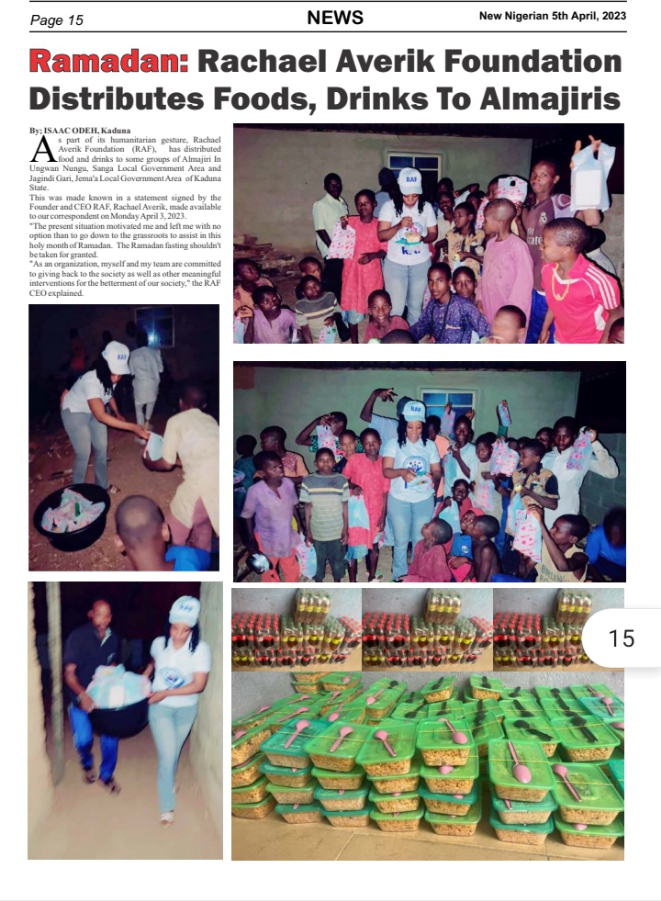 Page 15
NEWS
New Nigerian 5th April, 2023
Ramadan: Rachael Averik Foundation
Distributes Foods, Drinks To Almajiris
By; ISAAC ODEH, Kaduna
As part of its humanitarian gesture, Rachael
Averik Foundation (RAF), has distributed
food and drinks to some groups of Almajiri In
Ungwan Nungu, Sanga Local Government Area and
Jagindi Gari, Jema'a Local Government Area of Kaduna
State.
This was made known in a statement signed by the
Founder and CEO RAF, Rachael Averik, made available
to our correspondent on Monday April 3, 2023.
"The present situation motivated me and left me with no
option than to go down to the grassroots to assist in this
holy month of Ramadan. The Ramadan fasting shouldn't
be taken for granted.
"As an organization, myself and my team are committed
to giving back to the society as well as other meaningful
interventions for the betterment of our society," the RAF
CEO explained.
RAF
RAF
RAF
15